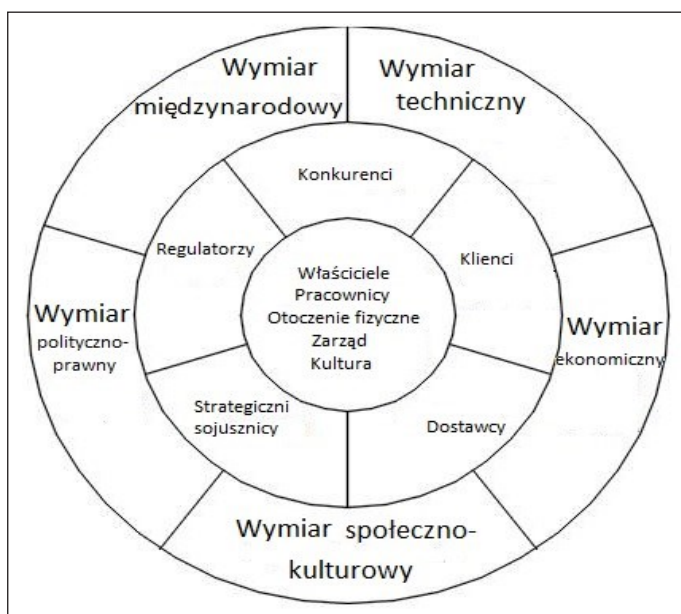 Wymiar
międzynarodowy
Wymiar
techniczny
Konkurenci
Regulatorzy
Klienci
Właściciele
Pracownicy
Otoczenie fizyczne
Zarząd
Kultura
Wymiar
polityczno-
prawny
Wymiar
ekonomiczny
Strategiczni
sojusznicy
Dostawcy
Wymiar społeczno-
kulturowy